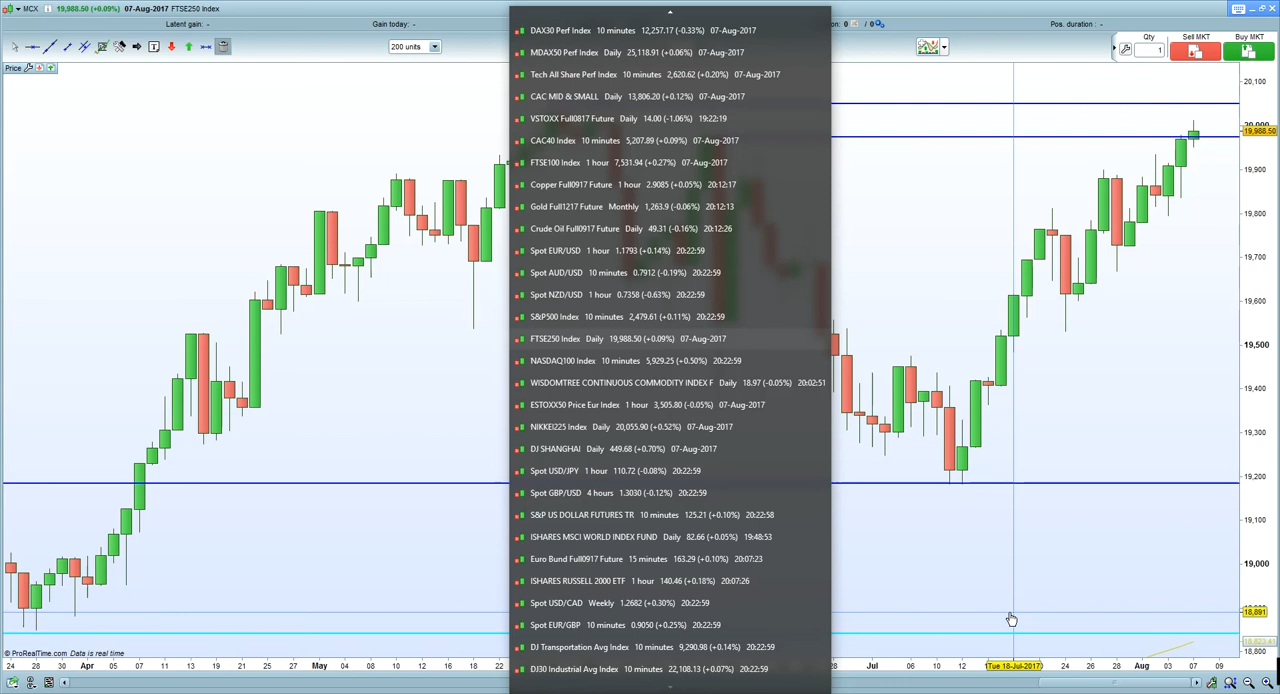 MCX 19,988.50 (+0.09%) 07-Aug-2017 FTSE250 Index
Latent gain: -
Gain today: -
/ 0
Pos. duration: -
200 units
Qty
1
Sell MKT
Buy MKT
Price
DAX30 Perf Index 10 minutes 12,257.17 (-0.33%) 07-Aug-2017
MDAX50 Perf Index Daily 25,118.91 (+0.06%) 07-Aug-2017
Tech All Share Perf Index 10 minutes 2,620.62 (+0.20%) 07-Aug-2017
CAC MID & SMALL Daily 13,806.20 (+0.12%) 07-Aug-2017
VSTOXX Full0817 Future Daily 14.00 (-1.06%) 19:22:19
CAC40 Index 10 minutes 5,207.89 (+0.09%) 07-Aug-2017
FTSE100 Index 1 hour 7,531.94 (+0.27%) 07-Aug-2017
Copper Full0917 Future 1 hour 2.9085 (+0.05%) 20:12:17
Gold Full1217 Future Monthly 1,263.9 (-0.06%) 20:12:13
Crude Oil Full0917 Future Daily 49.31 (-0.16%) 20:12:26
Spot EUR/USD 1 hour 1.1793 (+0.14%) 20:22:59
Spot AUD/USD 10 minutes 0.7912 (-0.19%) 20:22:59
Spot NZD/USD 1 hour 0.7358 (-0.63%) 20:22:59
S&P500 Index 10 minutes 2,479.61 (+0.11%) 20:22:59
FTSE250 Index Daily 19,988.50 (+0.09%) 07-Aug-2017
NASDAQ100 Index 10 minutes 5,929.25 (+0.50%) 20:22:59
WISDOMTREE CONTINUOUS COMMODITY INDEX F Daily 18.97 (-0.05%) 20:02:51
ESTOXX50 Price Eur Index 1 hour 3,505.80 (-0.05%) 07-Aug-2017
NIKKEI225 Index Daily 20,055.90 (+0.52%) 07-Aug-2017
DJ SHANGHAI Daily 449.68 (+0.70%) 07-Aug-2017
Spot USD/JPY 1 hour 110.72 (-0.08%) 20:22:59
Spot GBP/USD 4 hours 1.3030 (-0.12%) 20:22:59
S&P US DOLLAR FUTURES TR 10 minutes 125.21 (+0.10%) 20:22:58
ISHARES MSCI WORLD INDEX FUND Daily 82.66 (+0.05%) 19:48:53
Euro Bund Full0917 Future 15 minutes 163.29 (+0.10%) 20:07:23
ISHARES RUSSELL 2000 ETF 1 hour 140.46 (+0.18%) 20:07:26
Spot USD/CAD Weekly 1.2682 (+0.30%) 20:22:59
Spot EUR/GBP 10 minutes 0.9050 (+0.25%) 20:22:59
DJ Transportation Avg Index 10 minutes 9,290.98 (+0.14%) 20:22:59
DJ30 Industrial Avg Index 10 minutes 22,108.13 (+0.07%) 20:22:59
20,100
19,988.50
19,900
19,800
19,700
19,600
19,500
19,400
19,300
19,200
19,100
19,000
18,891
18,823.41
18,800
© ProRealTime.com Data is real time
24 28 Apr 07 11 14 21 25 May 04 10 16 22 Jul 06 10 12 Tue 18-Jul-2017 24 26 28 Aug 03 07 09